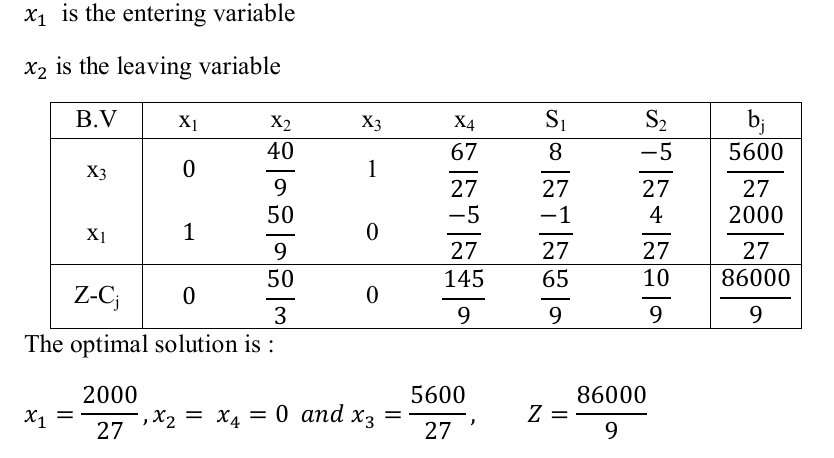 x₁ is the entering variable
x₂ is the leaving variable
B.V x₁ x₂ x₃ x₄ S₁ S₂ bⱼ
x₃ 0 40/9 1 67/27 8/27 −5/27 5600/27
x₁ 1 50/9 0 −5/27 −1/27 4/27 2000/27
Z-Cⱼ 0 50/3 0 145/9 65/9 10/9 86000/9
The optimal solution is :
x₁ = 2000/27 , x₂ = x₄ = 0 and x₃ = 5600/27 , Z = 86000/9